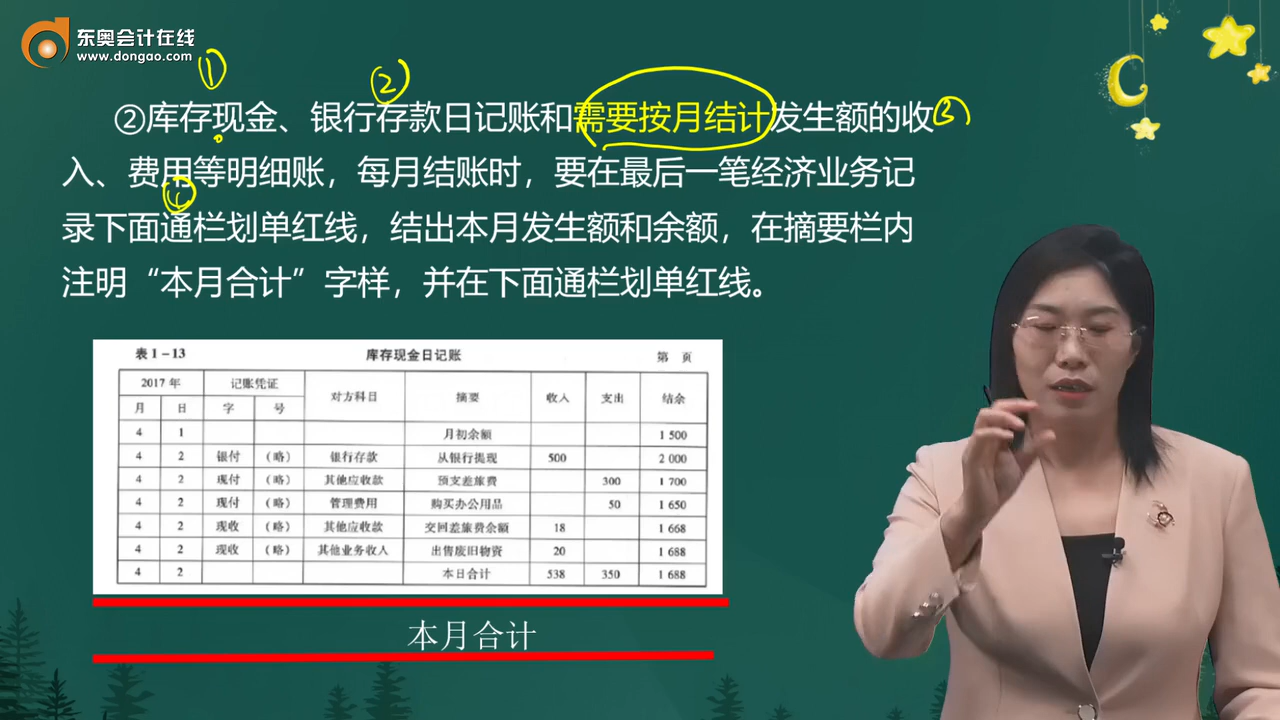 东奥会计在线
www.dongao.com
① ②
②库存现金、银行存款日记账和需要按月结计发生额的收③
入、费用等明细账，每月结账时，要在最后一笔经济业务记
④
录下面通栏划单红线，结出本月发生额和余额，在摘要栏内
注明“本月合计”字样，并在下面通栏划单红线。
表1-13 库存现金日记账 第 页
2017年 记账凭证 对方科目 摘要 收入 支出 结余
月 日 字 号
4 1 月初余额 1 500
4 2 银付 （略） 银行存款 从银行提现 500 2 000
4 2 现付 （略） 其他应收款 预支差旅费 300 1 700
4 2 现付 （略） 管理费用 购买办公用品 50 1 650
4 2 现收 （略） 其他应收款 交回差旅费余额 18 1 668
4 2 现收 （略） 其他业务收入 出售废旧物资 20 1 688
4 2 本日合计 538 350 1 688
本月合计